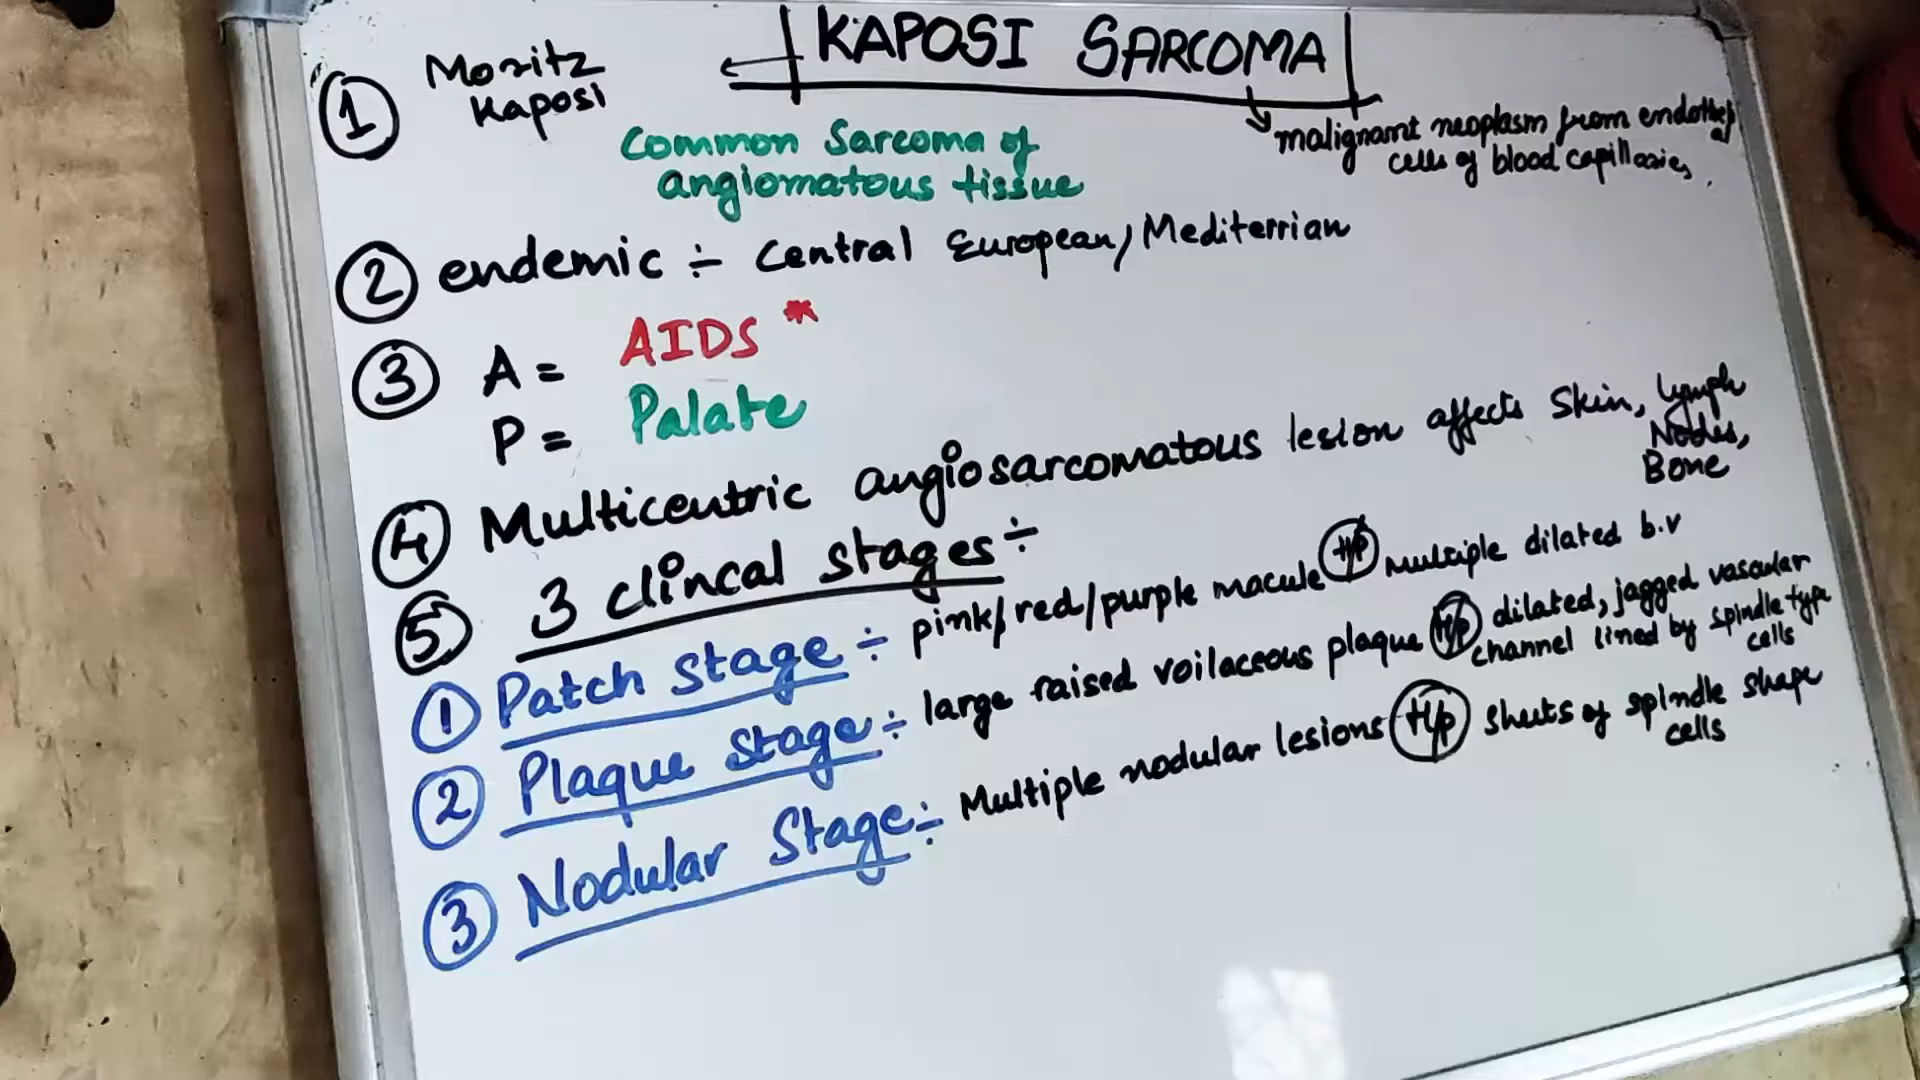 KAPOSI SARCOMA
① Moritz
Kaposi
malignant neoplasm from endothelial
cells of blood capillaries,
Common Sarcoma of
angiomatous tissue
② endemic ÷ Central European/Mediterrian
③ A = AIDS *
P = Palate
④ Multicentric angiosarcomatous lesion affects Skin, lymph
Nodes,
Bone
⑤ 3 clincal stages ÷
① Patch stage ÷ pink/red/purple macule H/p Multiple dilated b.v
② Plaque stage ÷ large raised voilaceous plaque H/p dilated, jagged vascular
channel lined by spindle type
cells
③ Nodular Stage ÷ Multiple nodular lesions H/p sheets of spindle shape
cells